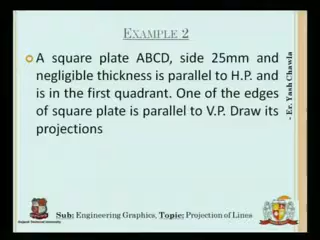 EXAMPLE 2
A square plate ABCD, side 25mm and
negligible thickness is parallel to H.P. and
is in the first quadrant. One of the edges
of square plate is parallel to V.P. Draw its
projections
- Er. Yash Chawla
Sub: Engineering Graphics, Topic: Projection of Lines